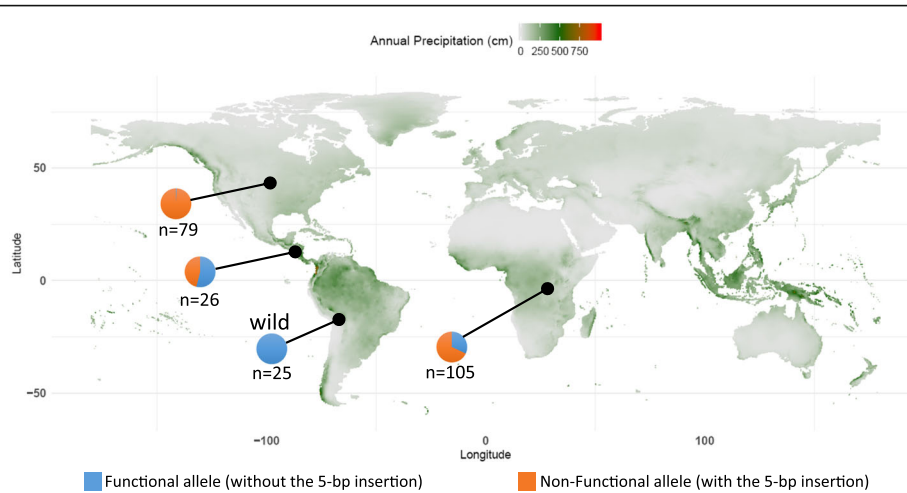 Annual Precipitation (cm)
0 250 500 750
50
n=79
Latitude
0
n=26
wild
n=25
n=105
−50
−100 0 100
Longitude
Functional allele (without the 5-bp insertion) Non-Functional allele (with the 5-bp insertion)